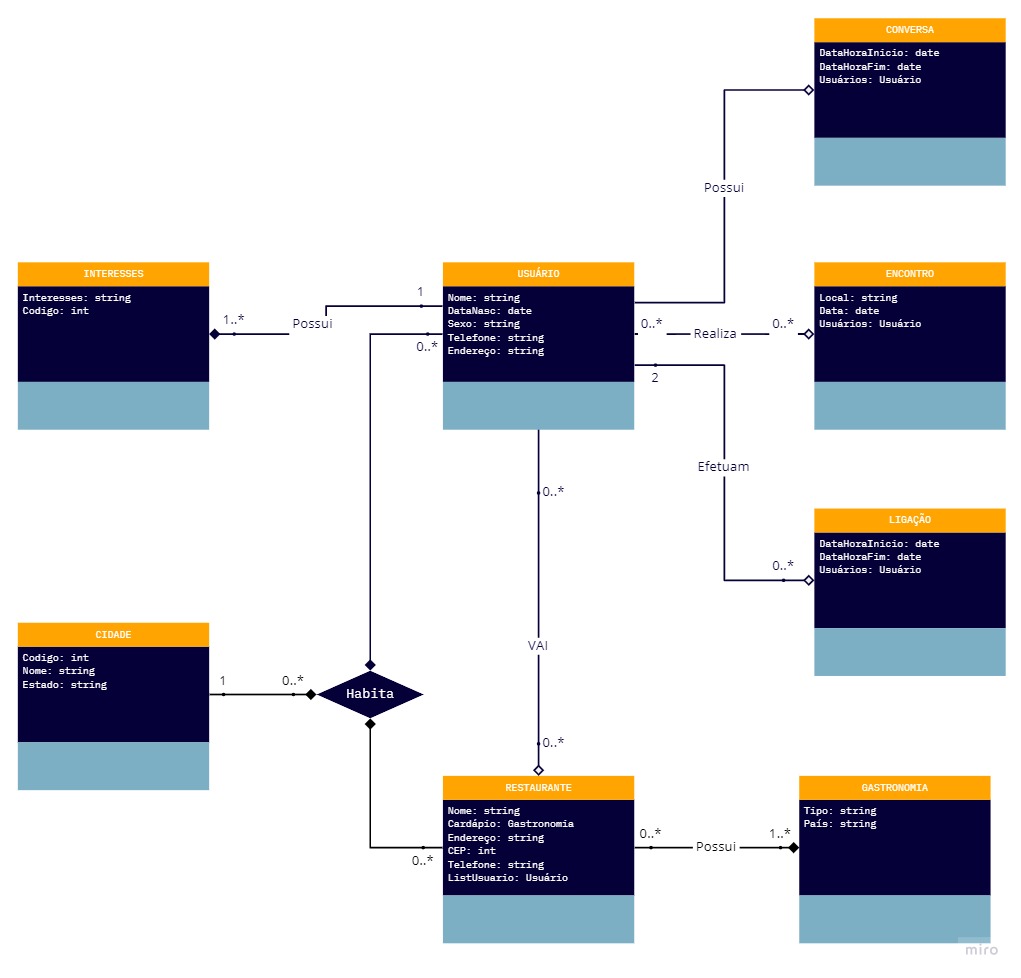 CONVERSA
DataHoraInicio: date
DataHoraFim: date
Usuários: Usuário
Possui
INTERESSES
Interesses: string
Codigo: int
1..*
Possui
1
0..*
USUÁRIO
Nome: string
DataNasc: date
Sexo: string
Telefone: string
Endereço: string
0..*
Realiza
0..*
ENCONTRO
Local: string
Data: date
Usuários: Usuário
2
Efetuam
0..*
LIGAÇÃO
DataHoraInicio: date
DataHoraFim: date
Usuários: Usuário
0..*
VAI
0..*
CIDADE
Codigo: int
Nome: string
Estado: string
1
0..*
Habita
0..*
RESTAURANTE
Nome: string
Cardápio: Gastronomia
Endereço: string
CEP: int
Telefone: string
ListUsuario: Usuário
0..*
Possui
1..*
GASTRONOMIA
Tipo: string
País: string
miro